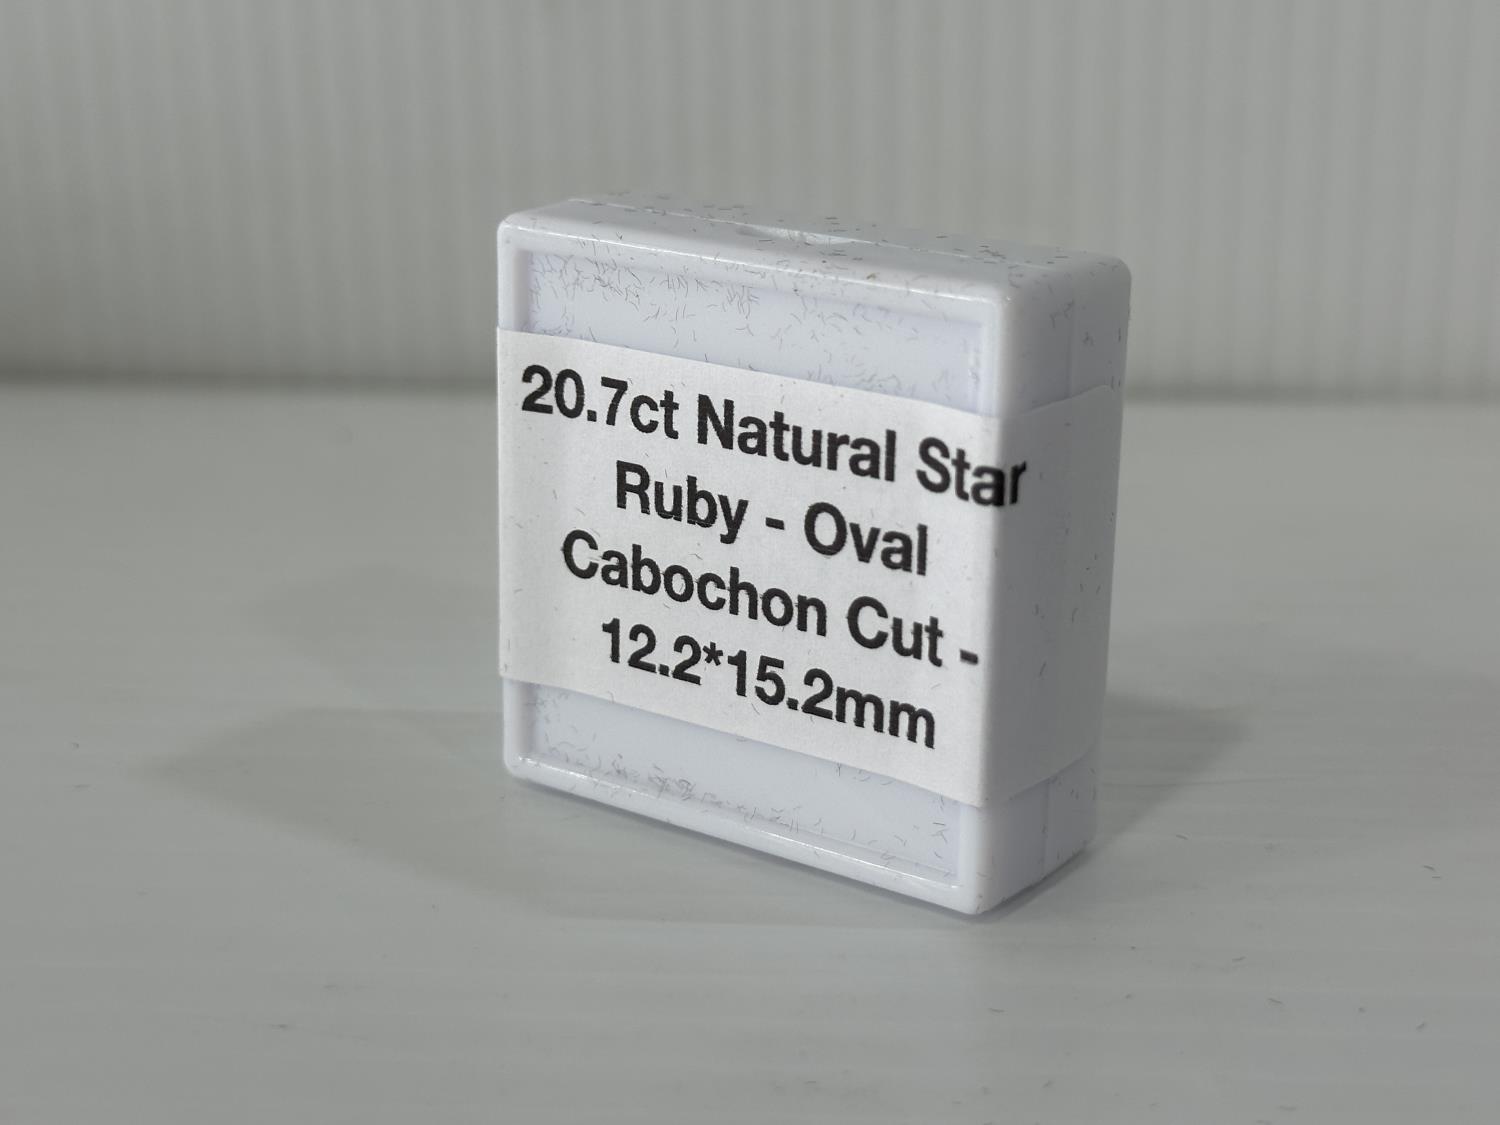 20.7ct Natural Star
Ruby - Oval
Cabochon Cut -
12.2*15.2mm